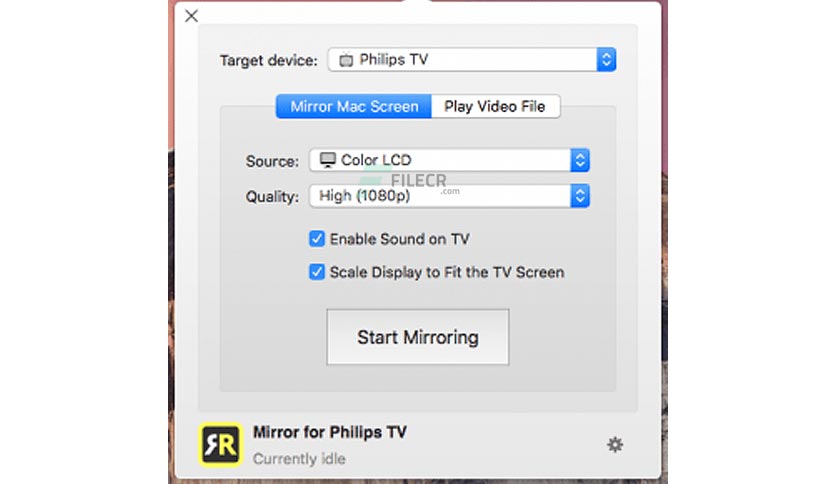 Target device: Philips TV
Mirror Mac Screen Play Video File
Source: Color LCD
FILECR
.com
Quality: High (1080p)
Enable Sound on TV
Scale Display to Fit the TV Screen
Start Mirroring
Mirror for Philips TV
Currently idle